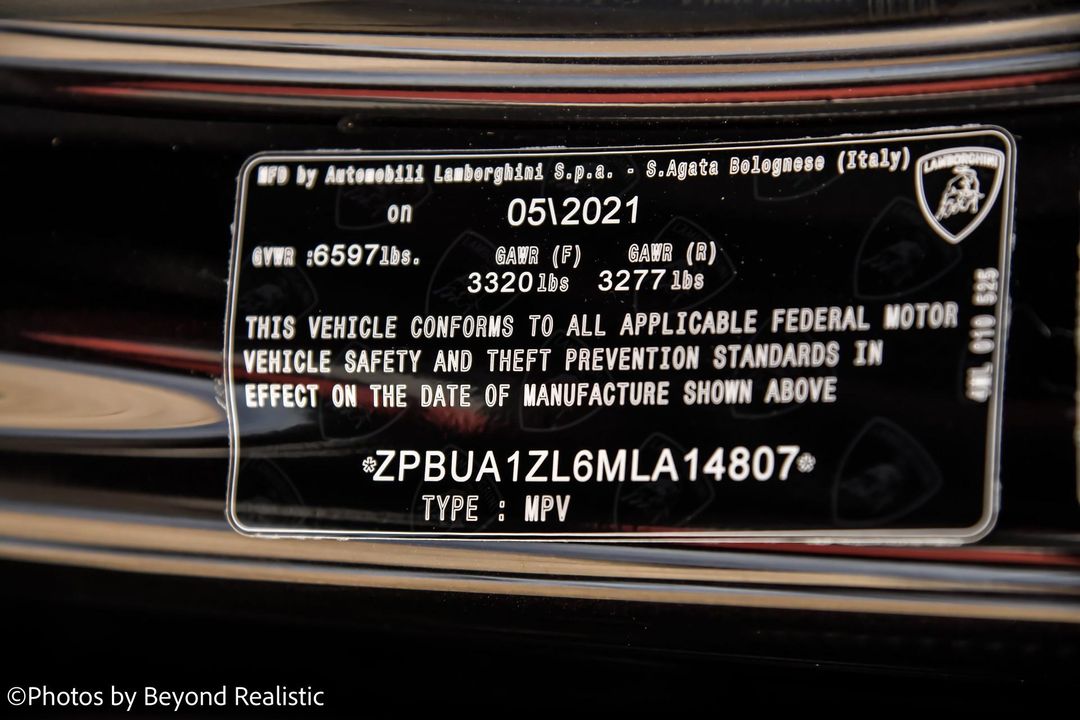 MFD by Automobili Lamborghini S.p.a. - S.Agata Bolognese (Italy)
LAMBORGHINI
on 05\2021
GVWR :6597lbs. GAWR (F) GAWR (R)
3320lbs 3277lbs
THIS VEHICLE CONFORMS TO ALL APPLICABLE FEDERAL MOTOR
VEHICLE SAFETY AND THEFT PREVENTION STANDARDS IN
EFFECT ON THE DATE OF MANUFACTURE SHOWN ABOVE
*ZPBUA1ZL6MLA14807*
TYPE : MPV
4ML 010 525
©Photos by Beyond Realistic